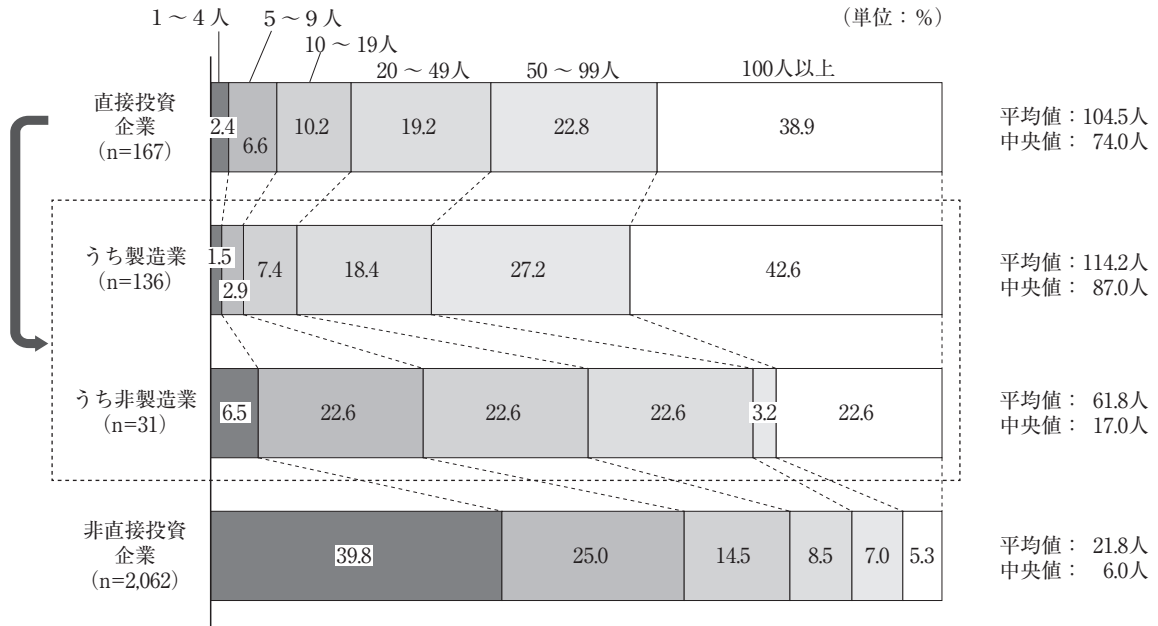 (単位：%)
1～4人
5～9人
10～19人
20～49人
50～99人
100人以上
直接投資
企業
(n=167)
2.4
6.6
10.2
19.2
22.8
38.9
平均値：104.5人
中央値： 74.0人
うち製造業
(n=136)
1.5
2.9
7.4
18.4
27.2
42.6
平均値：114.2人
中央値： 87.0人
うち非製造業
(n=31)
6.5
22.6
22.6
22.6
3.2
22.6
平均値： 61.8人
中央値： 17.0人
非直接投資
企業
(n=2,062)
39.8
25.0
14.5
8.5
7.0
5.3
平均値： 21.8人
中央値： 6.0人